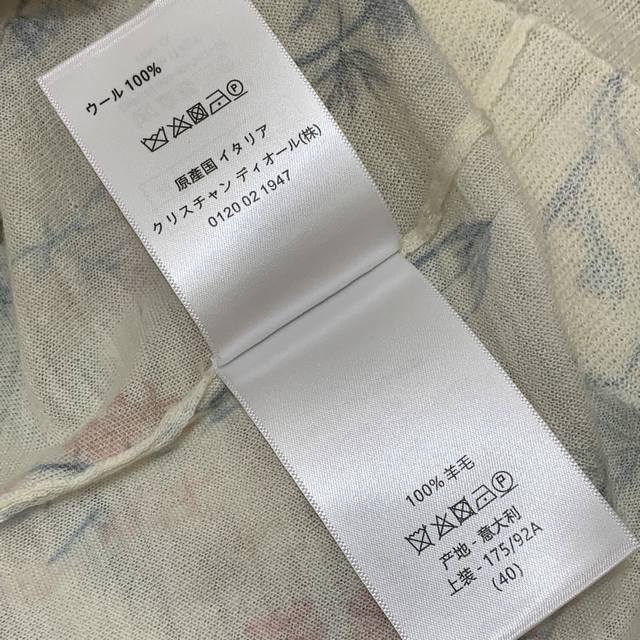 ウール 100%
原産国 イタリア
クリスチャン ディオール(株)
0120 02 1947
100% 羊毛
产地 - 意大利
上装 - 175/92A
(40)